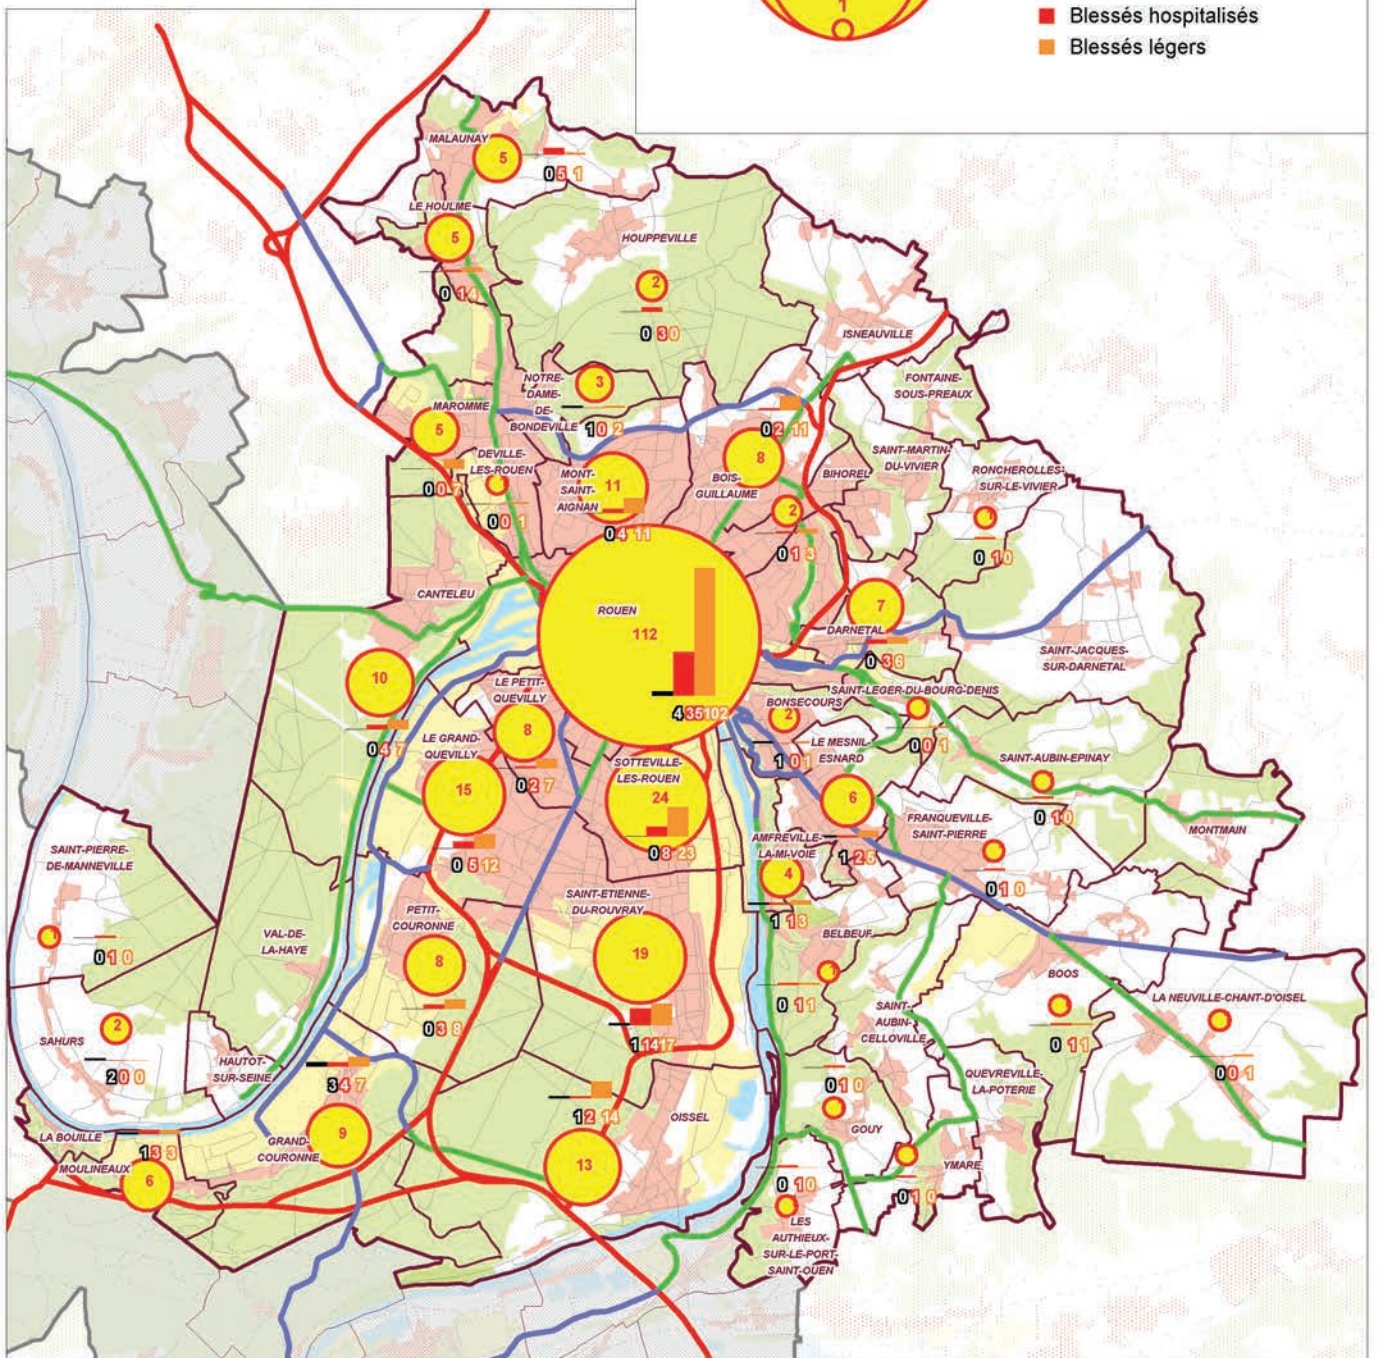 1
Blessés hospitalisés
Blessés légers
MALAUNAY
5
0 5 1
LE HOULME
5
0 1 4
HOUPPEVILLE
2
0 3 0
ISNEAUVILLE
NOTRE-
DAME-
DE-
BONDEVILLE
3
1 0 2
FONTAINE-
SOUS-PREAUX
MAROMME
5
0 0 7
DEVILLE-
LES-ROUEN
0 0 1
MONT-
SAINT-
AIGNAN
11
0 4 11
0 2 11
8
BOIS-
GUILLAUME
BIHOREL
2
0 1 3
SAINT-MARTIN-
DU-VIVIER
RONCHEROLLES-
SUR-LE-VIVIER
1
0 1 0
CANTELEU
10
0 4 7
ROUEN
112
4 35 102
7
DARNETAL
0 3 6
SAINT-JACQUES-
SUR-DARNETAL
LE PETIT-
QUEVILLY
8
0 2 7
LE GRAND-
QUEVILLY
15
0 5 12
SOTTEVILLE-
LES-ROUEN
24
0 8 23
SAINT-LEGER-DU-BOURG-DENIS
0 0 1
BONSECOURS
2
1 0 1
LE MESNIL-
ESNARD
6
1 2 5
SAINT-AUBIN-EPINAY
0 1 0
MONTMAIN
FRANQUEVILLE-
SAINT-PIERRE
0 1 0
AMFREVILLE-
LA-MI-VOIE
4
1 1 3
SAINT-PIERRE-
DE-MANNEVILLE
1
0 1 0
VAL-DE-
LA-HAYE
PETIT-
COURONNE
8
0 3 8
SAINT-ETIENNE-
DU-ROUVRAY
19
1 14 17
BELBEUF
1
0 1 1
SAINT-
AUBIN-
CELLOVILLE
BOOS
0 1 1
LA NEUVILLE-CHANT-D'OISEL
0 0 1
SAHURS
2
2 0 0
HAUTOT-
SUR-SEINE
3 4 7
9
GRAND-
COURONNE
LA BOUILLE
1 3 3
MOULINEAUX
6
1 2 14
13
OISSEL
0 1 0
GOUY
QUEVREVILLE-
LA-POTERIE
YMARE
0 1 0
0 1 0
LES
AUTHIEUX-
SUR-LE-PORT-
SAINT-OUEN